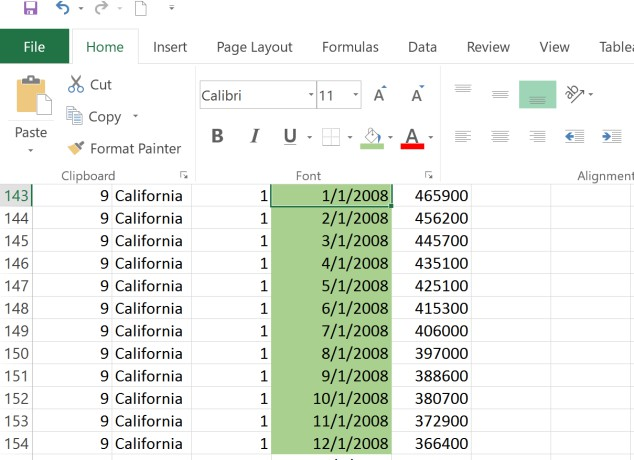 File Home Insert Page Layout Formulas Data Review View Tablea
Cut
Copy
Paste
Format Painter
Calibri 11 A A
B I U A
Clipboard Font Alignment
143 9 California 1 1/1/2008 465900
144 9 California 1 2/1/2008 456200
145 9 California 1 3/1/2008 445700
146 9 California 1 4/1/2008 435100
147 9 California 1 5/1/2008 425100
148 9 California 1 6/1/2008 415300
149 9 California 1 7/1/2008 406000
150 9 California 1 8/1/2008 397000
151 9 California 1 9/1/2008 388600
152 9 California 1 10/1/2008 380700
153 9 California 1 11/1/2008 372900
154 9 California 1 12/1/2008 366400